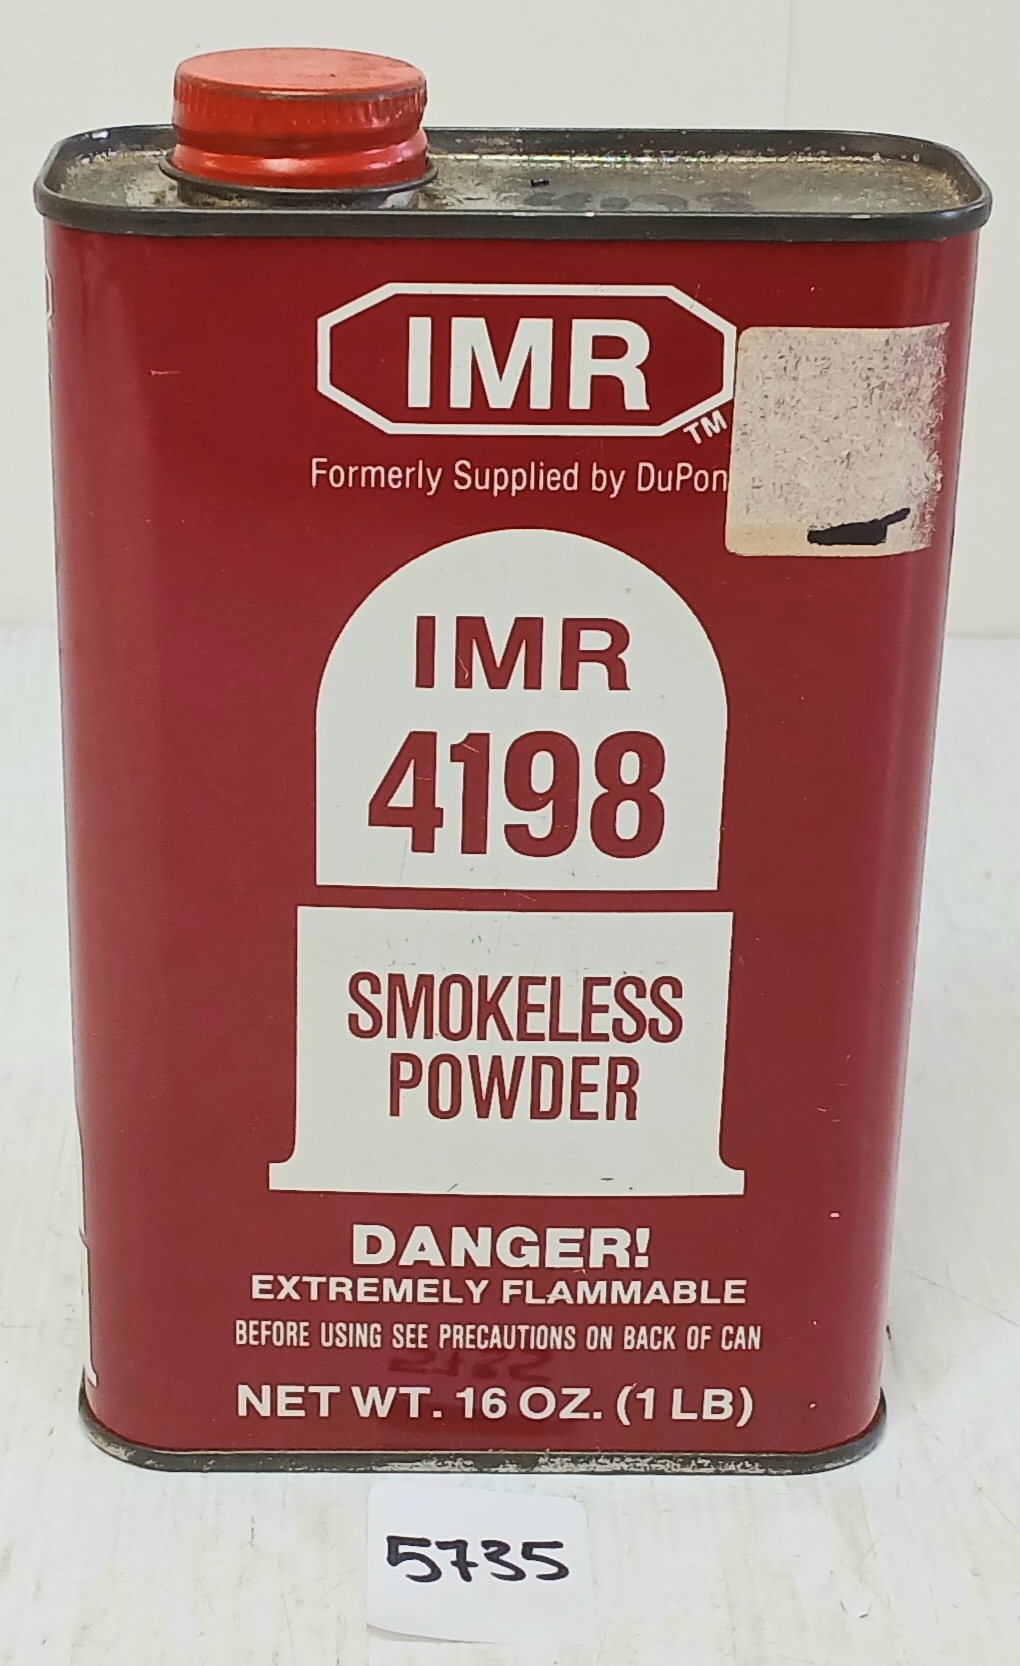 IMR
TM
Formerly Supplied by DuPon
IMR
4198
SMOKELESS
POWDER
DANGER!
EXTREMELY FLAMMABLE
BEFORE USING SEE PRECAUTIONS ON BACK OF CAN
NET WT. 16 OZ. (1 LB)
5735